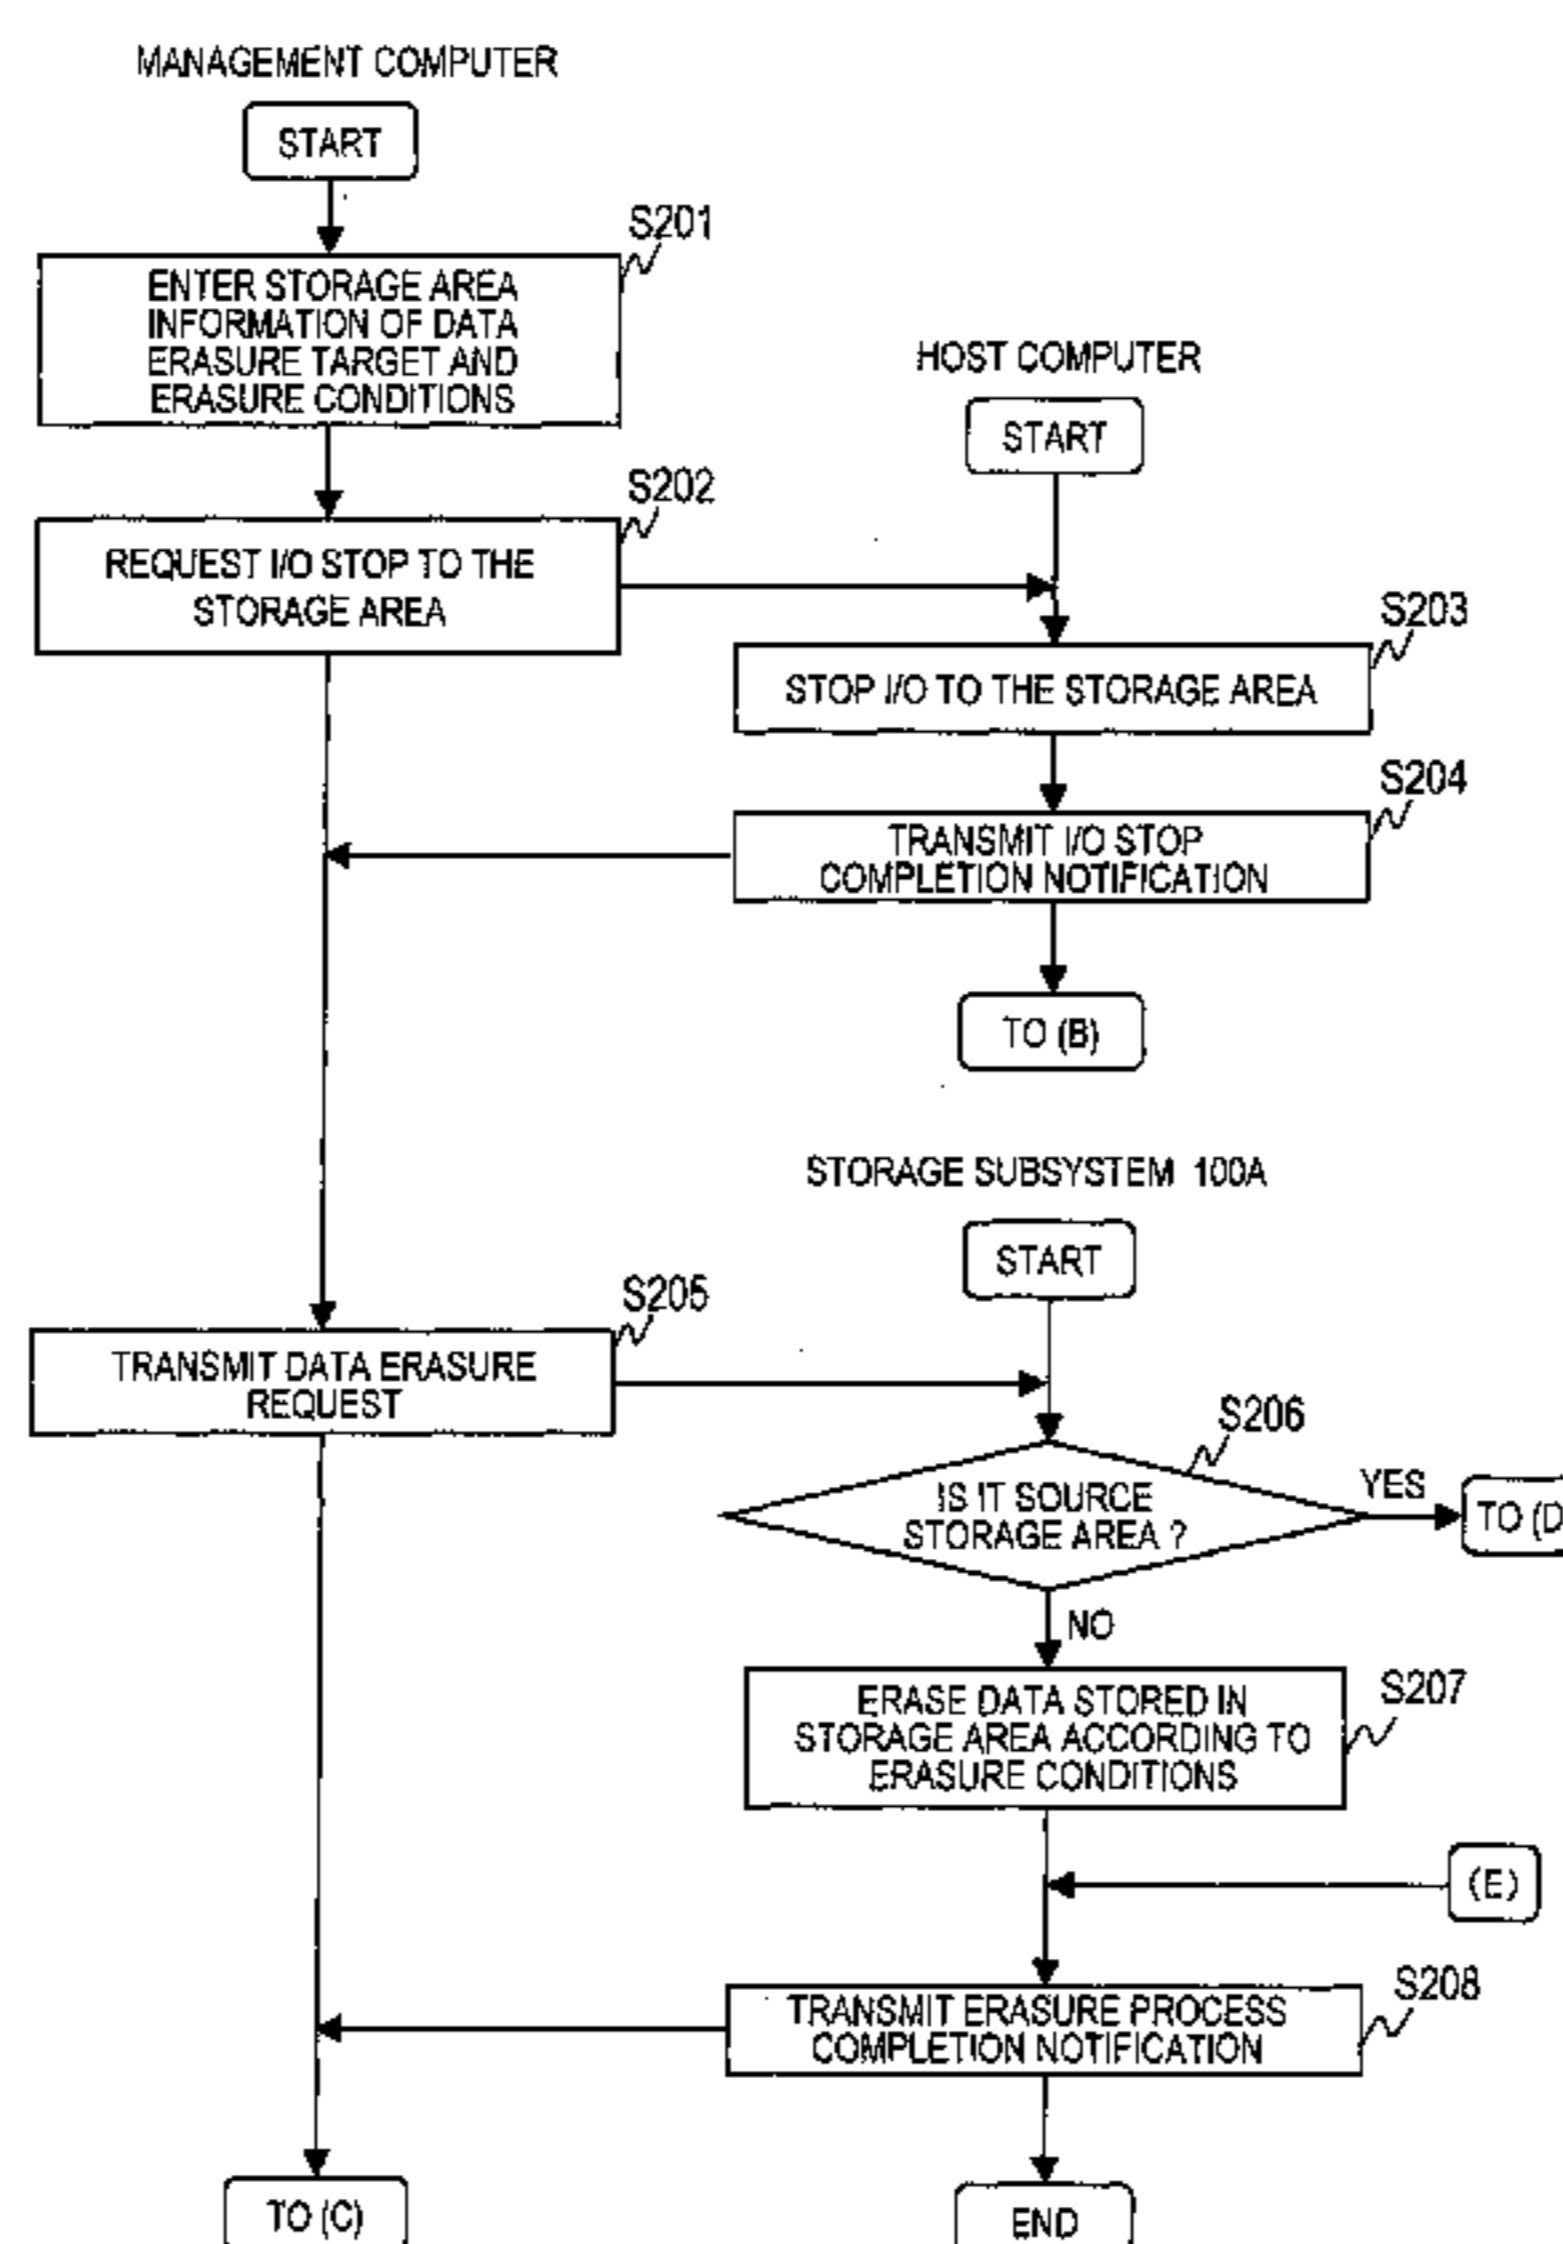 MANAGEMENT COMPUTER
START
S201
ENTER STORAGE AREA
INFORMATION OF DATA
ERASURE TARGET AND
ERASURE CONDITIONS
HOST COMPUTER
START
S202
REQUEST I/O STOP TO THE
STORAGE AREA
S203
STOP I/O TO THE STORAGE AREA
S204
TRANSMIT I/O STOP
COMPLETION NOTIFICATION
TO (B)
STORAGE SUBSYSTEM 100A
START
S205
TRANSMIT DATA ERASURE
REQUEST
S206
IS IT SOURCE
STORAGE AREA ?
YES
TO (D
NO
S207
ERASE DATA STORED IN
STORAGE AREA ACCORDING TO
ERASURE CONDITIONS
(E)
S208
TRANSMIT ERASURE PROCESS
COMPLETION NOTIFICATION
TO (C)
END